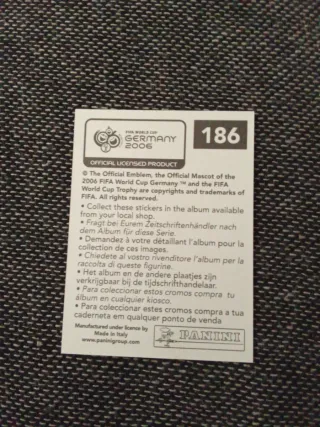 FIFA WORLD CUP
GERMANY
2006
OFFICIAL LICENSED PRODUCT
186
© The Official Emblem, the Official Mascot of the
2006 FIFA World Cup Germany ™ and the FIFA
World Cup Trophy are copyrights and trademarks of
FIFA. All rights reserved.
• Collect these stickers in the album available
from your local shop.
• Fragt bei Eurem Zeitschriftenhändler nach
dem Album für diese Serie.
• Demandez à votre détaillant l'album pour la
collection de ces images.
• Chiedete al vostro rivenditore l'album per la
raccolta di queste figurine.
• Het album en de andere plaatjes zijn
verkrijgbaar bij de tijdschrifthandelaar.
• Para coleccionar estos cromos compra tu
álbum en cualquier kiosco.
• Para coleccionar estes cromos compra a tua
caderneta em qualquer ponto de venda
Manufactured under licence by
Made in Italy
www.paninigroup.com
PANINI